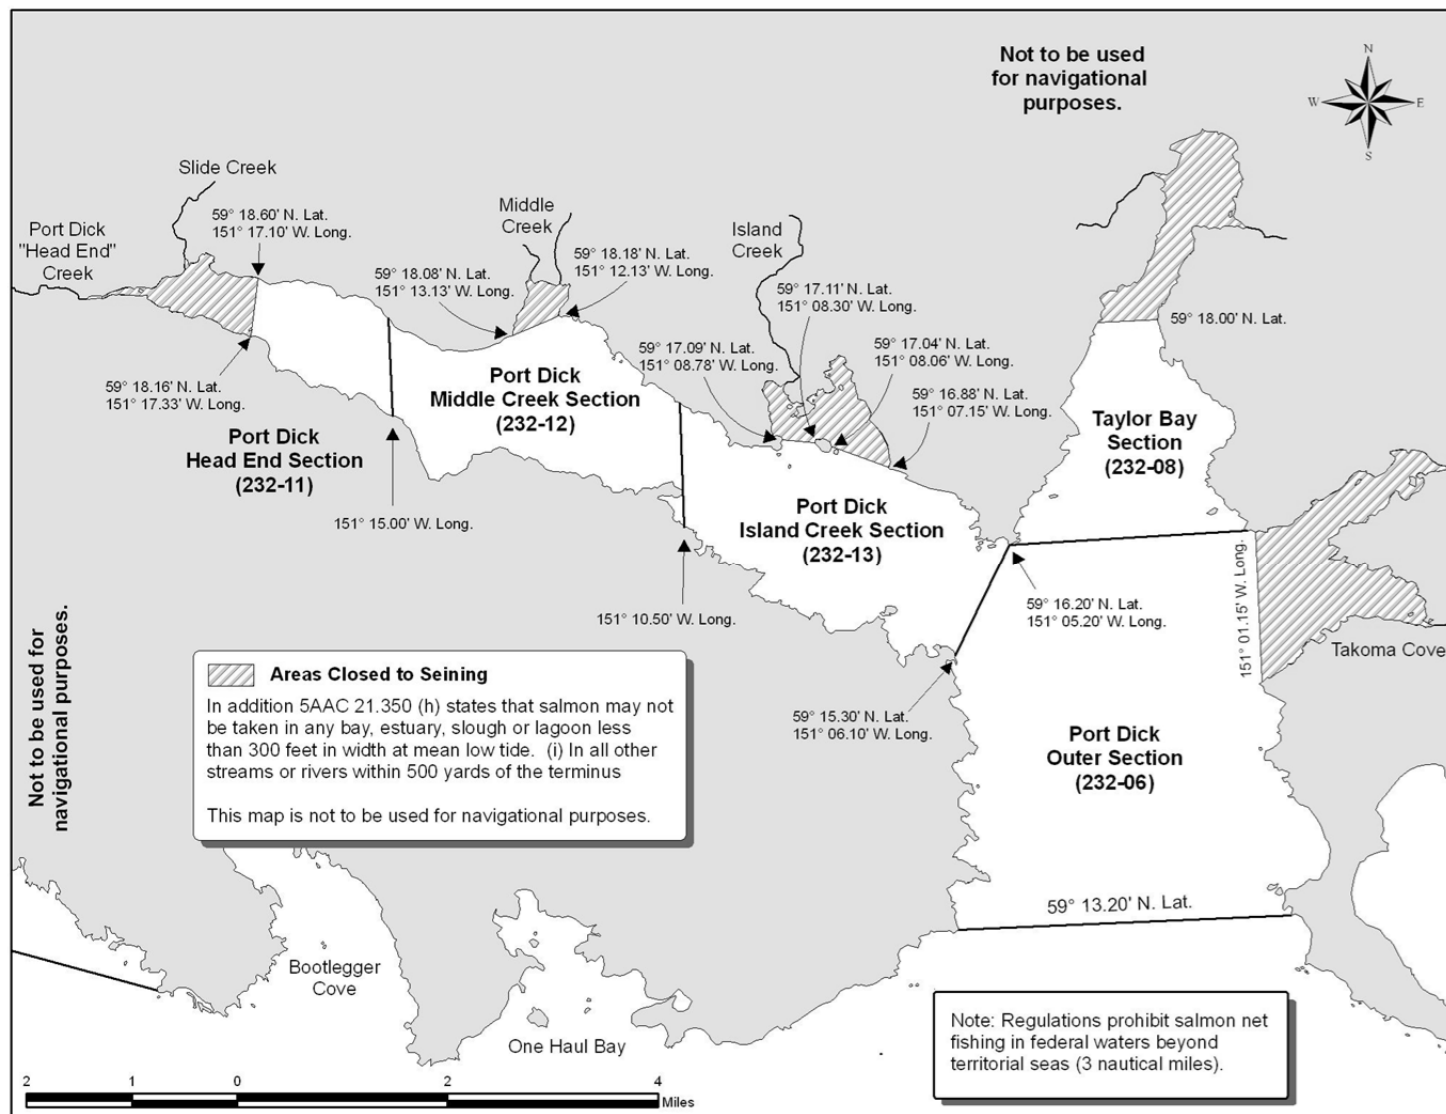 Not to be used
for navigational
purposes.
N
W
E
S
Slide Creek
Port Dick
"Head End"
Creek
59° 18.60' N. Lat.
151° 17.10' W. Long.
Middle
Creek
59° 18.08' N. Lat.
151° 13.13' W. Long.
59° 18.18' N. Lat.
151° 12.13' W. Long.
Island
Creek
59° 17.11' N. Lat.
151° 08.30' W. Long.
59° 17.09' N. Lat.
151° 08.78' W. Long.
59° 17.04' N. Lat.
151° 08.06' W. Long.
59° 16.88' N. Lat.
151° 07.15' W. Long.
59° 18.00' N. Lat.
59° 18.16' N. Lat.
151° 17.33' W. Long.
Port Dick
Head End Section
(232-11)
Port Dick
Middle Creek Section
(232-12)
Taylor Bay
Section
(232-08)
151° 15.00' W. Long.
Port Dick
Island Creek Section
(232-13)
151° 10.50' W. Long.
59° 16.20' N. Lat.
151° 05.20' W. Long.
151° 01.15' W. Long.
Takoma Cove
59° 15.30' N. Lat.
151° 06.10' W. Long.
Port Dick
Outer Section
(232-06)
59° 13.20' N. Lat.
Not to be used for
navigational purposes.
Areas Closed to Seining
In addition 5AAC 21.350 (h) states that salmon may not
be taken in any bay, estuary, slough or lagoon less
than 300 feet in width at mean low tide. (i) In all other
streams or rivers within 500 yards of the terminus
This map is not to be used for navigational purposes.
Bootlegger
Cove
One Haul Bay
Note: Regulations prohibit salmon net
fishing in federal waters beyond
territorial seas (3 nautical miles).
2 1 0 2 4
Miles